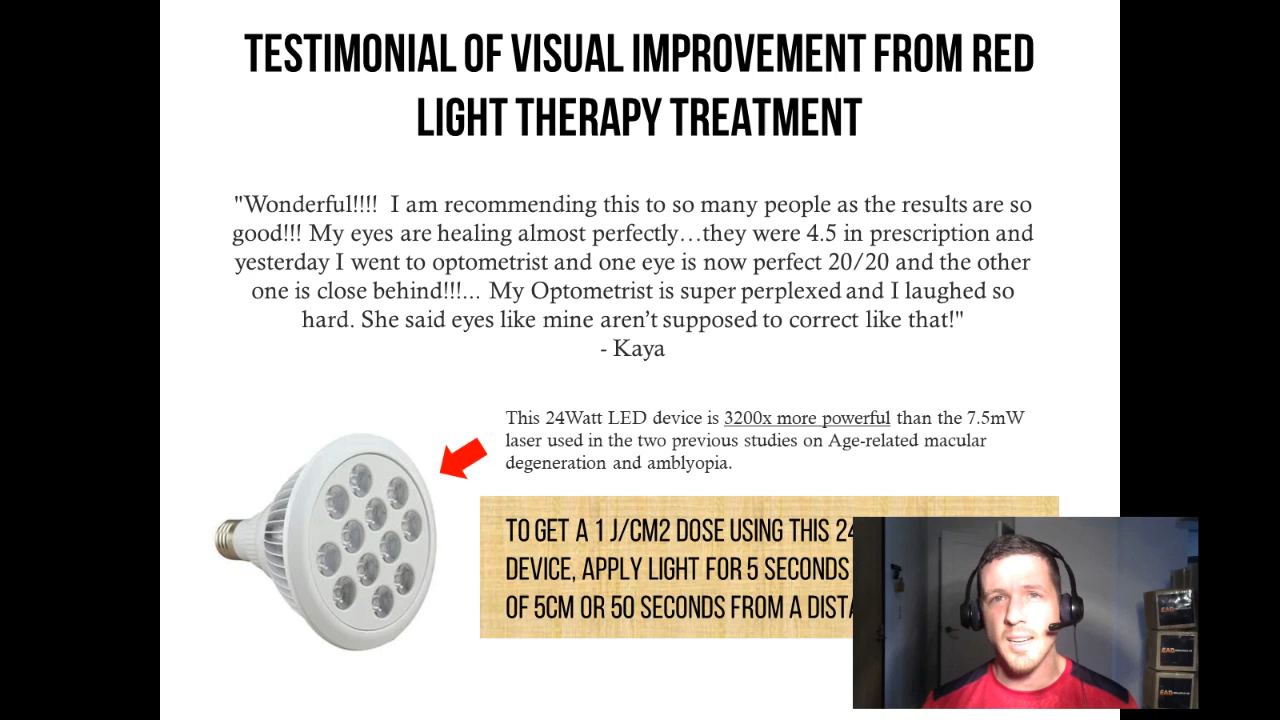 TESTIMONIAL OF VISUAL IMPROVEMENT FROM RED
LIGHT THERAPY TREATMENT
"Wonderful!!!! I am recommending this to so many people as the results are so
good!!! My eyes are healing almost perfectly…they were 4.5 in prescription and
yesterday I went to optometrist and one eye is now perfect 20/20 and the other
one is close behind!!!... My Optometrist is super perplexed and I laughed so
hard. She said eyes like mine aren't supposed to correct like that!"
- Kaya
This 24Watt LED device is 3200x more powerful than the 7.5mW
laser used in the two previous studies on Age-related macular
degeneration and amblyopia.
TO GET A 1 J/CM2 DOSE USING THIS
DEVICE, APPLY LIGHT FOR 5 SECONDS
OF 5CM OR 50 SECONDS FROM A
EAD
EAD
EAD